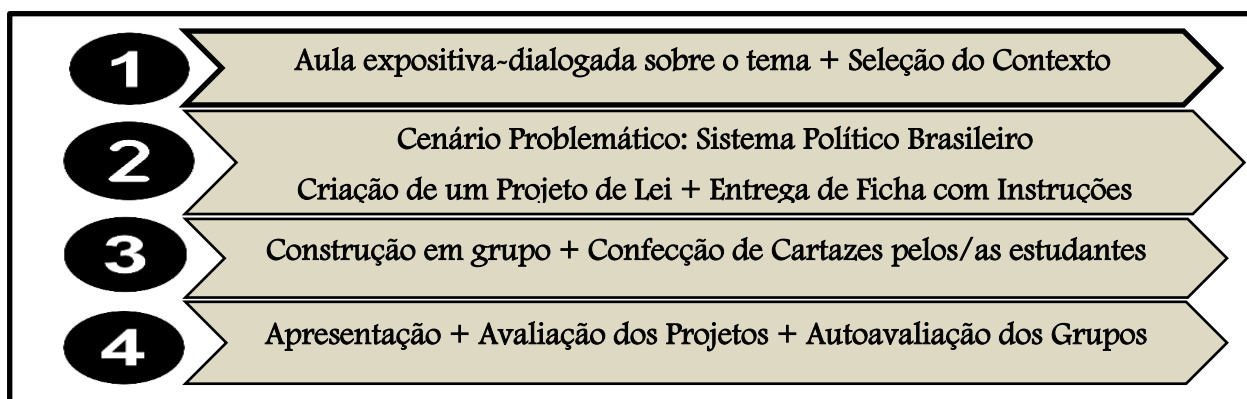 1
Aula expositiva-dialogada sobre o tema + Seleção do Contexto
2
Cenário Problemático: Sistema Político Brasileiro
Criação de um Projeto de Lei + Entrega de Ficha com Instruções
3
Construção em grupo + Confecção de Cartazes pelos/as estudantes
4
Apresentação + Avaliação dos Projetos + Autoavaliação dos Grupos